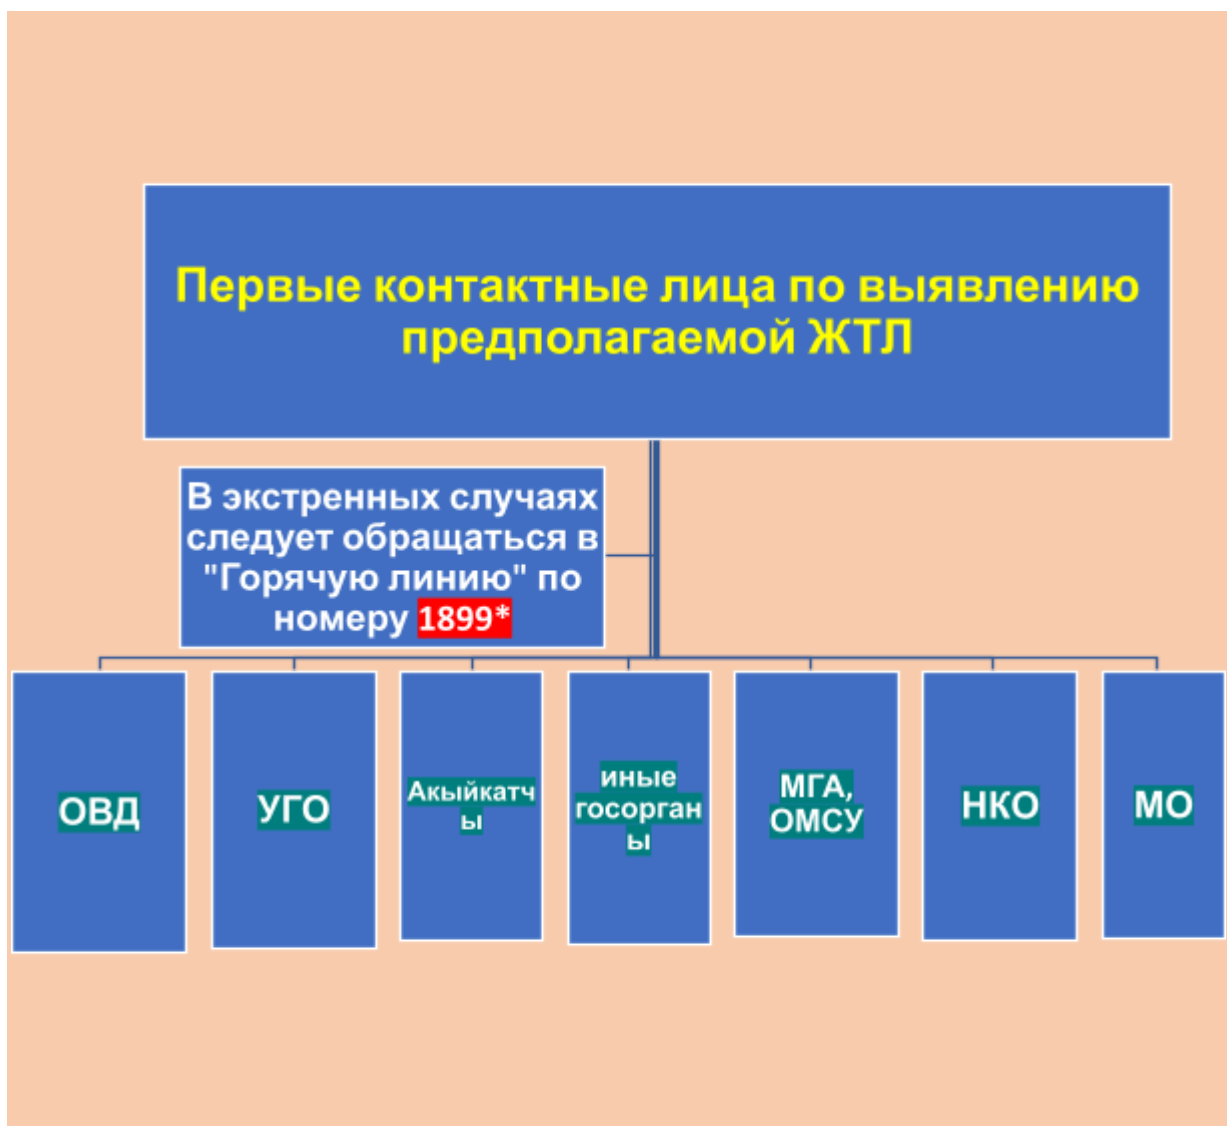 Первые контактные лица по выявлению
предполагаемой ЖТЛ
В экстренных случаях
следует обращаться в
"Горячую линию" по
номеру 1899*
ОВД
УГО
Акыйкатч
ы
иные
госорган
ы
МГА,
ОМСУ
НКО
МО